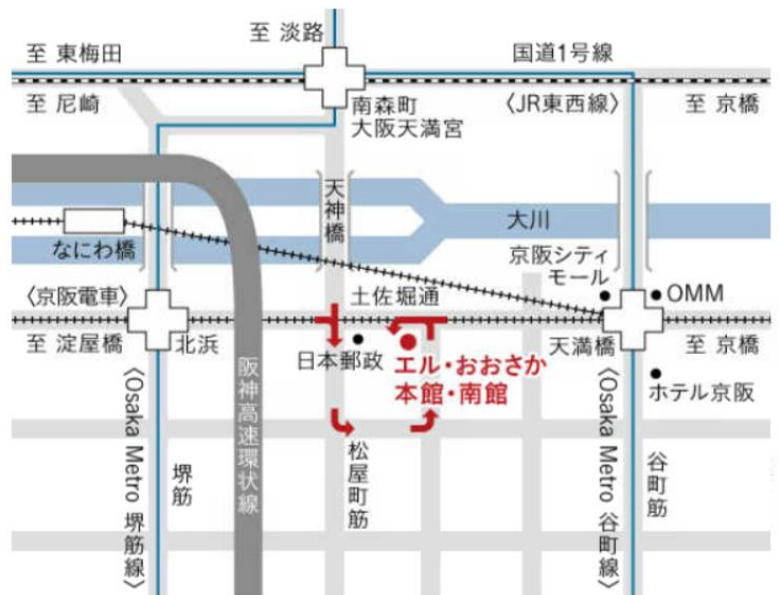 至 淡路
至 東梅田
国道1号線
至 尼崎
南森町
大阪天満宮
〈JR東西線〉
至 京橋
天神橋
大川
なにわ橋
京阪シティ
モール
〈京阪電車〉
土佐堀通
OMM
至 淀屋橋
北浜
日本郵政
エル・おおさか
本館・南館
天満橋
至 京橋
ホテル京阪
阪神高速環状線
〈Osaka Metro 堺筋線〉
堺筋
松屋町筋
〈Osaka Metro 谷町線〉
谷町筋